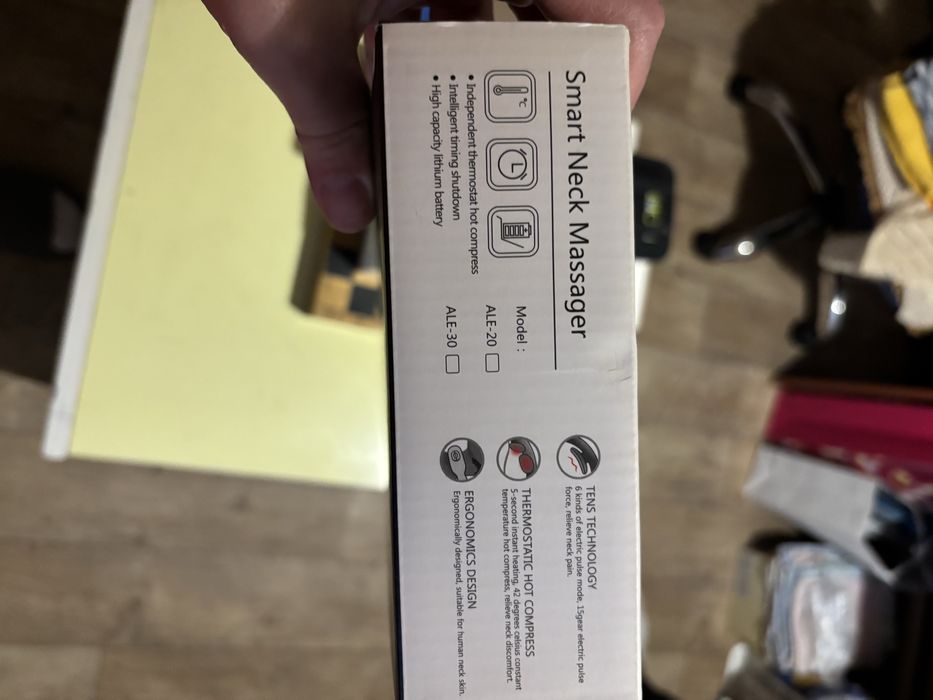 Smart Neck Massager
°C
• Independent thermostat hot compress
• Intelligent timing shutdown
• High capacity lithium battery
Model :
ALE-20
ALE-30
TENS TECHNOLOGY
6 kinds of electric pulse mode, 15gear electric pulse
force, relieve neck pain.
THERMOSTATIC HOT COMPRESS
5-second instant heating, 42 degrees celsius constant
temperature hot compress, relieve neck discomfort.
ERGONOMICS DESIGN
Ergonomically designed, suitable for human neck skin.